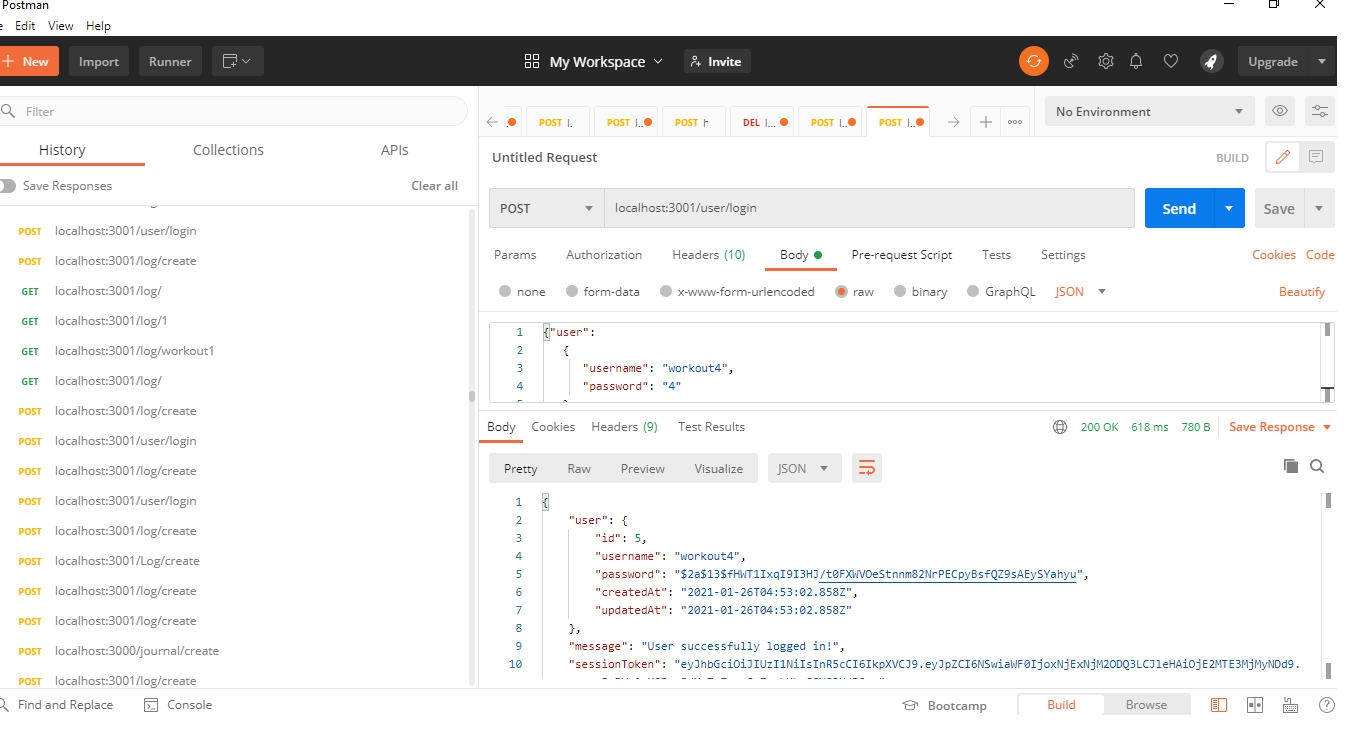 Postman
Edit View Help
+ New Import Runner My Workspace Invite Upgrade
Filter
POST POST POST DEL POST POST
No Environment
History Collections APIs
Save Responses Clear all
Untitled Request BUILD
POST localhost:3001/user/login Send Save
Params Authorization Headers (10) Body Pre-request Script Tests Settings Cookies Code
none form-data x-www-form-urlencoded raw binary GraphQL JSON Beautify
1 {"user":
2 {
3 "username": "workout4",
4 "password": "4"
POST localhost:3001/user/login
POST localhost:3001/log/create
GET localhost:3001/log/
GET localhost:3001/log/1
GET localhost:3001/log/workout1
GET localhost:3001/log/
POST localhost:3001/log/create
POST localhost:3001/user/login
POST localhost:3001/log/create
POST localhost:3001/user/login
POST localhost:3001/log/create
POST localhost:3001/Log/create
POST localhost:3001/log/create
POST localhost:3001/log/create
POST localhost:3000/journal/create
POST localhost:3001/log/create
Body Cookies Headers (9) Test Results 200 OK 618 ms 780 B Save Response
Pretty Raw Preview Visualize JSON
1 {
2 "user": {
3 "id": 5,
4 "username": "workout4",
5 "password": "$2a$13$fHWT1IxqI9I3HJ/t0FXWVOeStnnm82NrPECpyBsfQZ9sAEySYahyu",
6 "createdAt": "2021-01-26T04:53:02.858Z",
7 "updatedAt": "2021-01-26T04:53:02.858Z"
8 },
9 "message": "User successfully logged in!",
10 "sessionToken": "eyJhbGciOiJIUzI1NiIsInR5cCI6IkpXVCJ9.eyJpZCI6NSwiaWF0IjoxNjExNjM2ODQ3LCJleHAiOjE2MTE3MjMyNDd9.
Find and Replace Console Bootcamp Build Browse